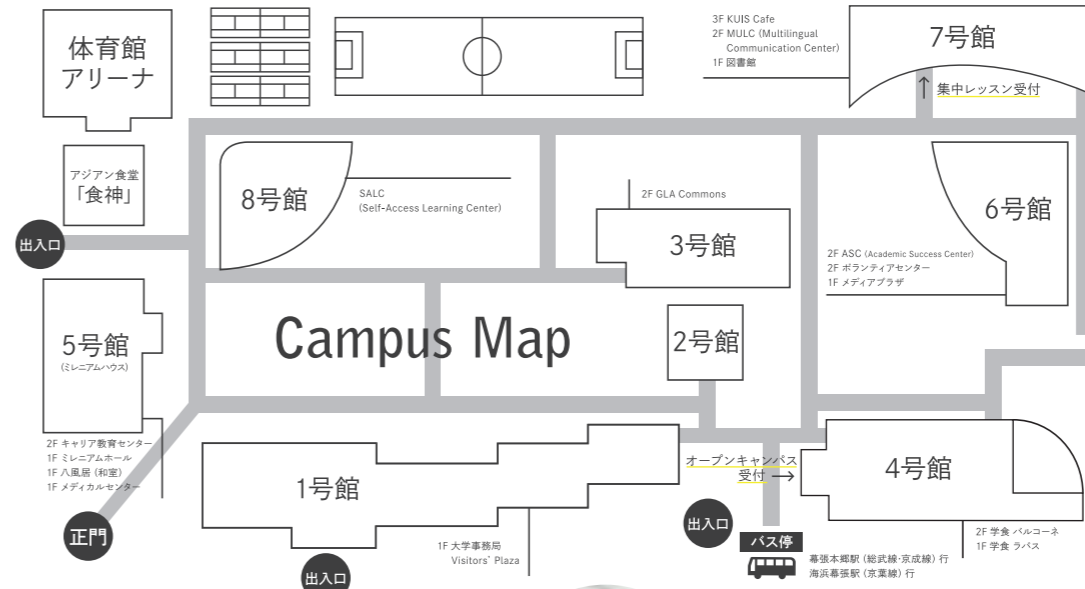 体育館
アリーナ
3F KUIS Cafe
2F MULC (Multilingual
Communication Center)
1F 図書館
7号館
集中レッスン受付
アジアン食堂
「食神」
8号館
SALC
(Self-Access Learning Center)
2F GLA Commons
3号館
6号館
出入口
2F ASC (Academic Success Center)
2F ボランティアセンター
1F メディアプラザ
5号館
(ミレニアムハウス)
Campus Map
2号館
2F キャリア教育センター
1F ミレニアムホール
1F 八風居 (和室)
1F メディカルセンター
1号館
オープンキャンパス
受付
4号館
正門
出入口
1F 大学事務局
Visitors' Plaza
バス停
2F 学食 バルコーネ
1F 学食 ラパス
幕張本郷駅 (総武線・京成線) 行
海浜幕張駅 (京葉線) 行
出入口